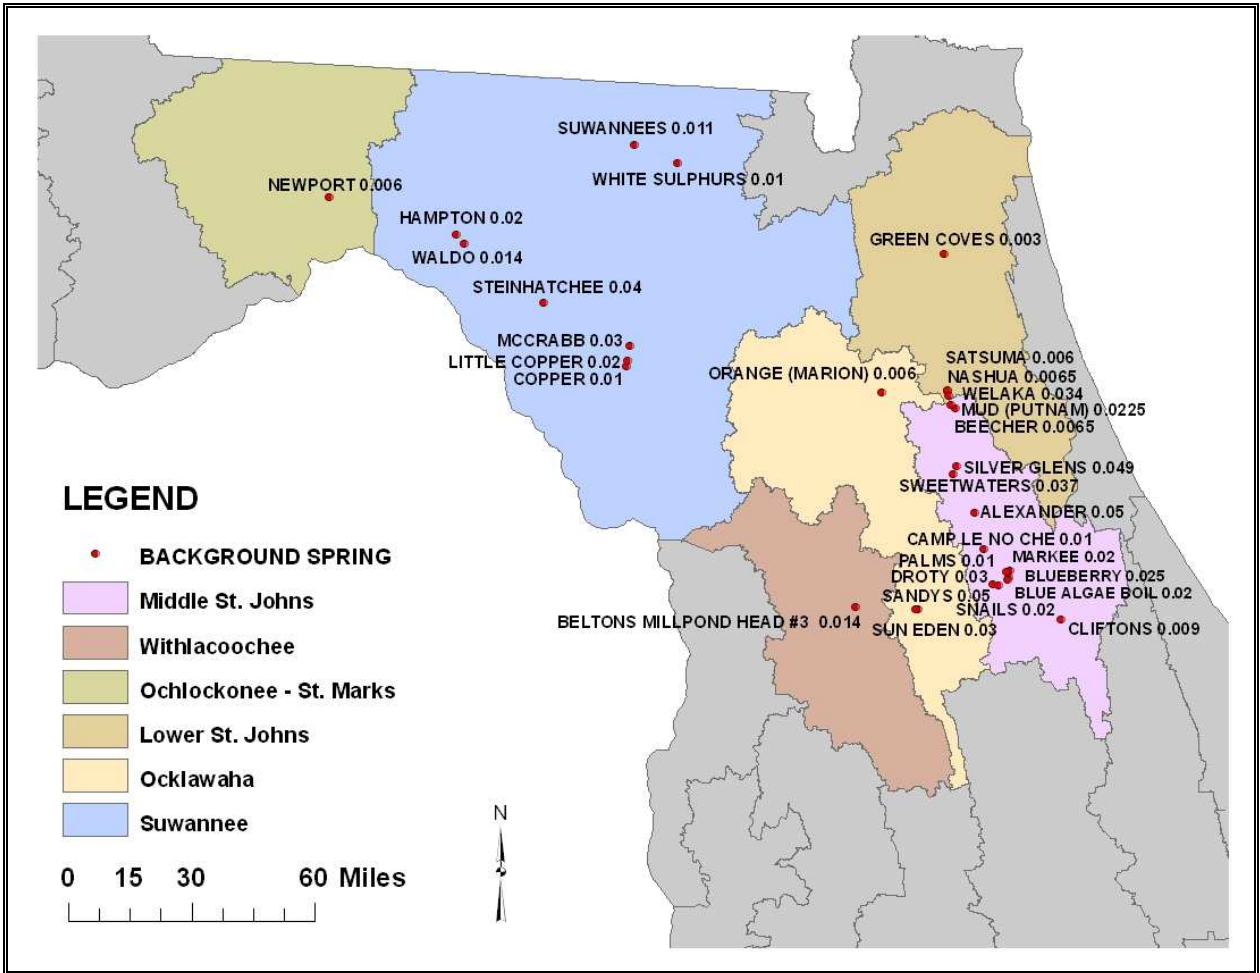 SUWANNEES 0.011
WHITE SULPHURS 0.01
NEWPORT 0.006
HAMPTON 0.02
WALDO 0.014
GREEN COVES 0.003
STEINHATCHEE 0.04
MCCRABB 0.03
LITTLE COPPER 0.02
COPPER 0.01
ORANGE (MARION) 0.006
SATSUMA 0.006
NASHUA 0.0065
WELAKA 0.034
MUD (PUTNAM) 0.0225
BEECHER 0.0065
SILVER GLENS 0.049
SWEETWATERS 0.037
ALEXANDER 0.05
CAMP LE NO CHE 0.01
PALMS 0.01
MARKEE 0.02
DROTY 0.03
BLUEBERRY 0.025
SANDYS 0.05
BLUE ALGAE BOIL 0.02
SNAILS 0.02
BELTONS MILLPOND HEAD #3 0.014
SUN EDEN 0.03
CLIFTONS 0.009
LEGEND
BACKGROUND SPRING
Middle St. Johns
Withlacoochee
Ochlockonee - St. Marks
Lower St. Johns
Ocklawaha
Suwannee
N
0 15 30 60 Miles